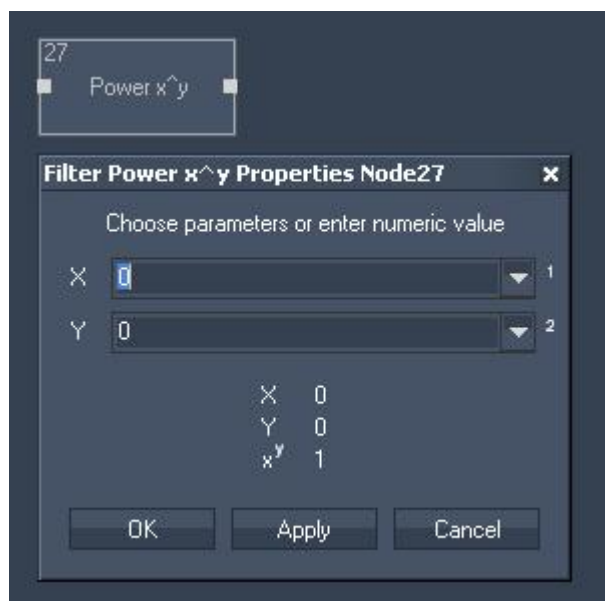 27
Power x^y
Filter Power x^y Properties Node27
Choose parameters or enter numeric value
X 0 1
Y 0 2
X 0
Y 0
x^y 1
OK Apply Cancel